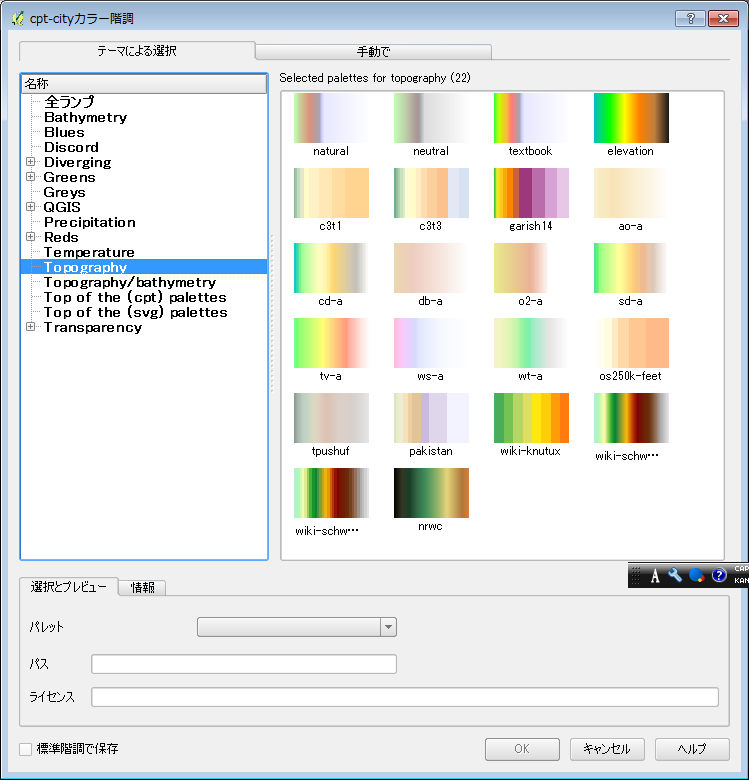 cpt-cityカラー階調
テーマによる選択
手動で
名称
全ランプ
Bathymetry
Blues
Discord
Diverging
Greens
Greys
QGIS
Precipitation
Reds
Temperature
Topography
Topography/bathymetry
Top of the (cpt) palettes
Top of the (svg) palettes
Transparency
Selected palettes for topography (22)
natural neutral textbook elevation
c3t1 c3t3 garish14 ao-a
cd-a db-a o2-a sd-a
tv-a ws-a wt-a os250k-feet
tpushuf pakistan wiki-knutux wiki-schw…
wiki-schw… nrwc
A ? CAP
KAN
選択とプレビュー 情報
パレット
パス
ライセンス
標準階調で保存
OK キャンセル ヘルプ